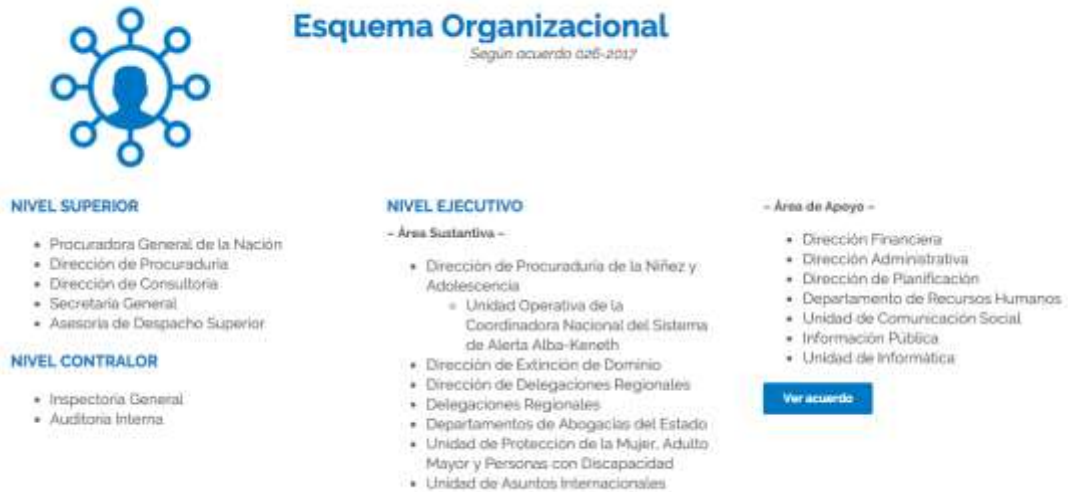 Esquema Organizacional
Según acuerdo 026-2017
NIVEL SUPERIOR
Procuradora General de la Nación
Dirección de Procuraduría
Dirección de Consultoría
Secretaría General
Asesoría de Despacho Superior
NIVEL CONTRALOR
Inspectoría General
Auditoría Interna
NIVEL EJECUTIVO
– Área Sustantiva –
Dirección de Procuraduría de la Niñez y
Adolescencia
Unidad Operativa de la
Coordinadora Nacional del Sistema
de Alerta Alba-Keneth
Dirección de Extinción de Dominio
Dirección de Delegaciones Regionales
Delegaciones Regionales
Departamentos de Abogacías del Estado
Unidad de Protección de la Mujer, Adulto
Mayor y Personas con Discapacidad
Unidad de Asuntos Internacionales
– Área de Apoyo –
Dirección Financiera
Dirección Administrativa
Dirección de Planificación
Departamento de Recursos Humanos
Unidad de Comunicación Social
Información Pública
Unidad de Informática
Ver acuerdo